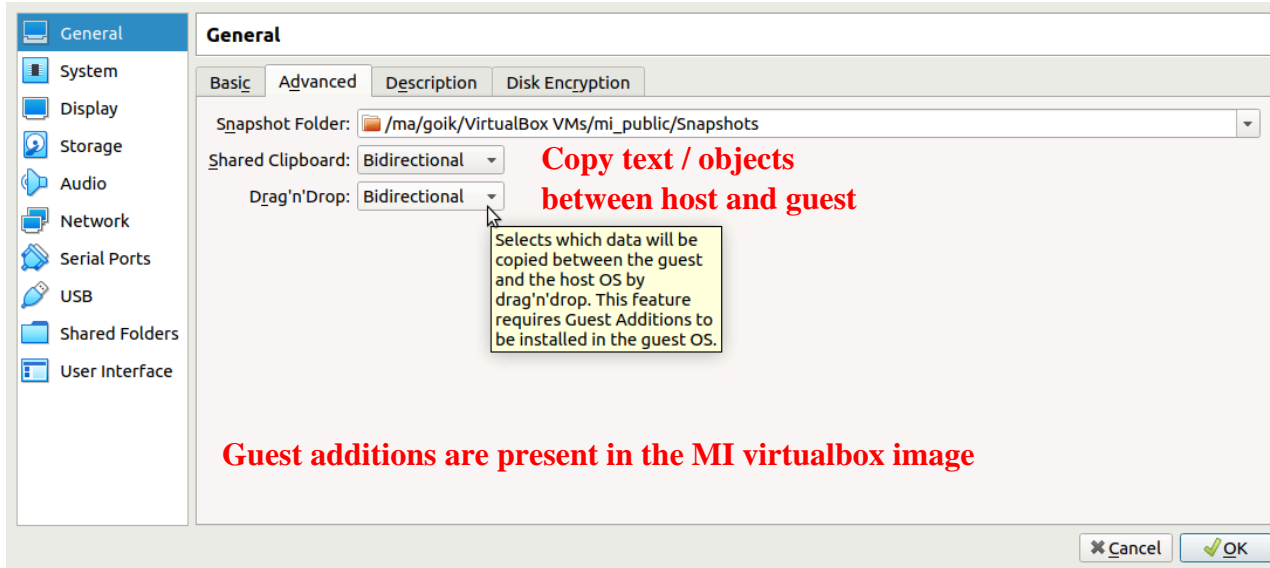 General
System
Display
Storage
Audio
Network
Serial Ports
USB
Shared Folders
User Interface
General
Basic Advanced Description Disk Encryption
Snapshot Folder: /ma/goik/VirtualBox VMs/mi_public/Snapshots
Shared Clipboard: Bidirectional
Drag'n'Drop: Bidirectional
Copy text / objects
between host and guest
Selects which data will be
copied between the guest
and the host OS by
drag'n'drop. This feature
requires Guest Additions to
be installed in the guest OS.
Guest additions are present in the MI virtualbox image
Cancel OK